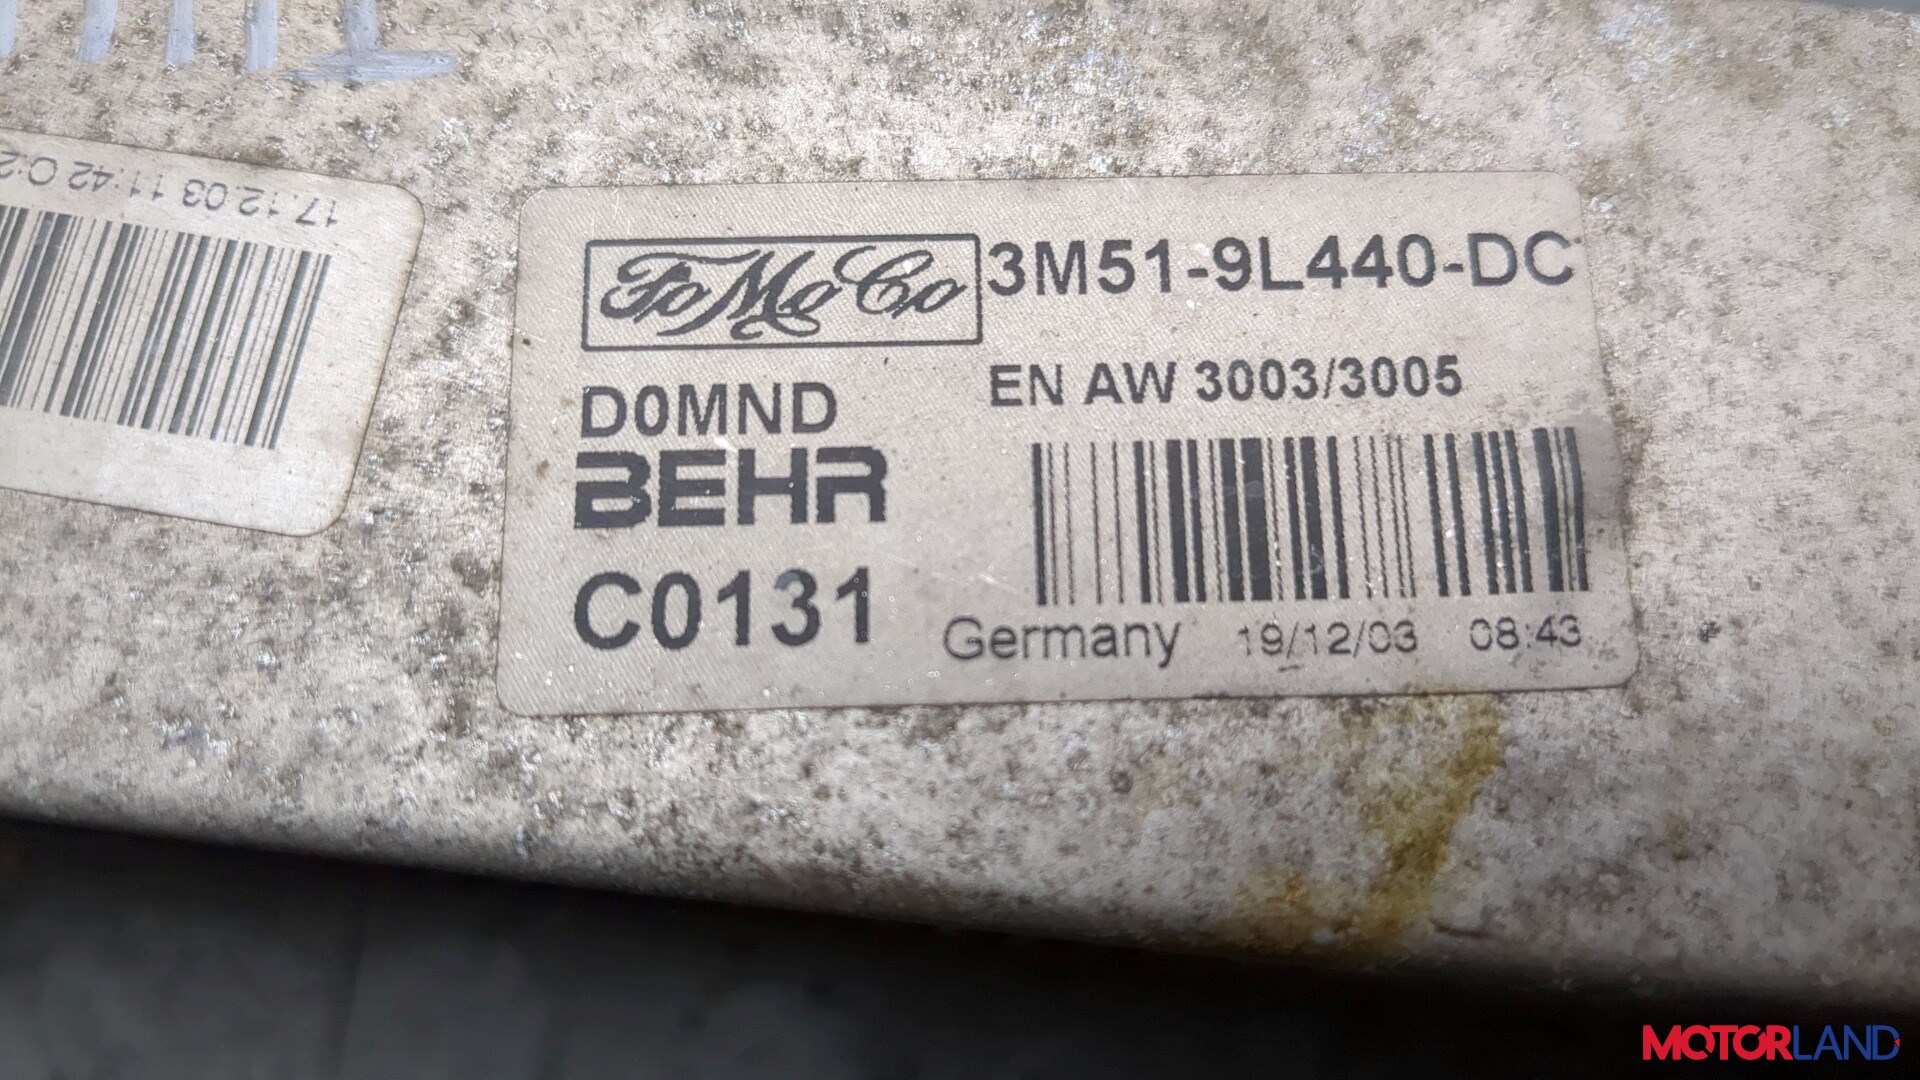 17.12.03 11:42 O:2
FoMoCo 3M51-9L440-DC
D0MND EN AW 3003/3005
BEHR
C0131
Germany 19/12/03 08:43
MOTORLAND